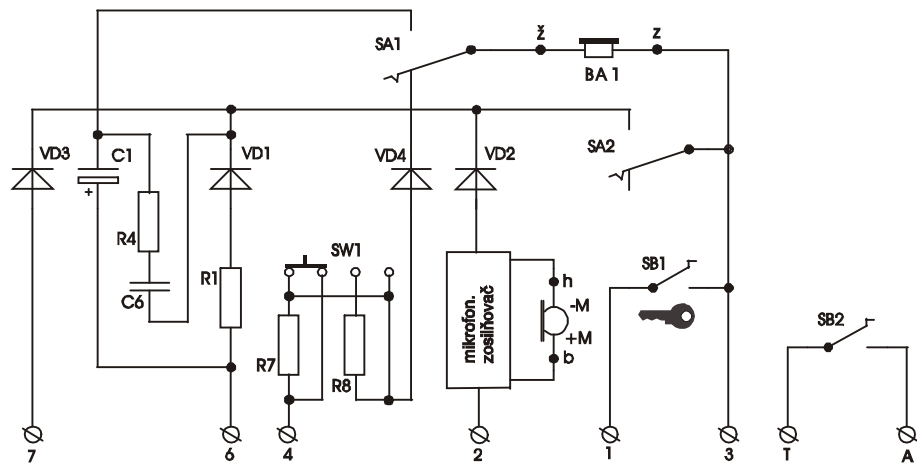 SA1
ž
z
BA 1
VD3
C1
+
VD1
VD4
VD2
SA2
R4
C6
R1
SW1
R7
R8
mikrofon.
zosilňovač
h
-M
+M
b
SB1
SB2
7
6
4
2
1
3
T
A